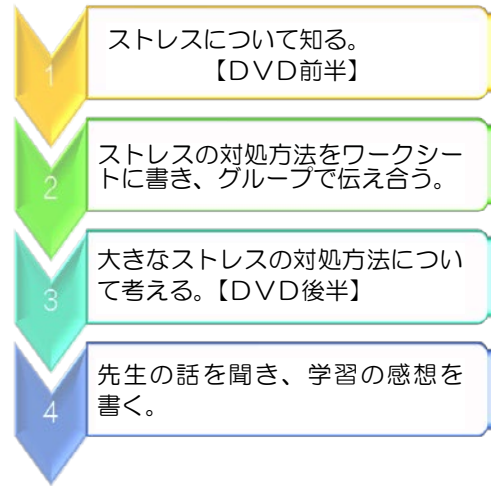 1
ストレスについて知る。
【ＤＶＤ前半】
2
ストレスの対処方法をワークシー
トに書き、グループで伝え合う。
3
大きなストレスの対処方法につい
て考える。【ＤＶＤ後半】
4
先生の話を聞き、学習の感想を
書く。